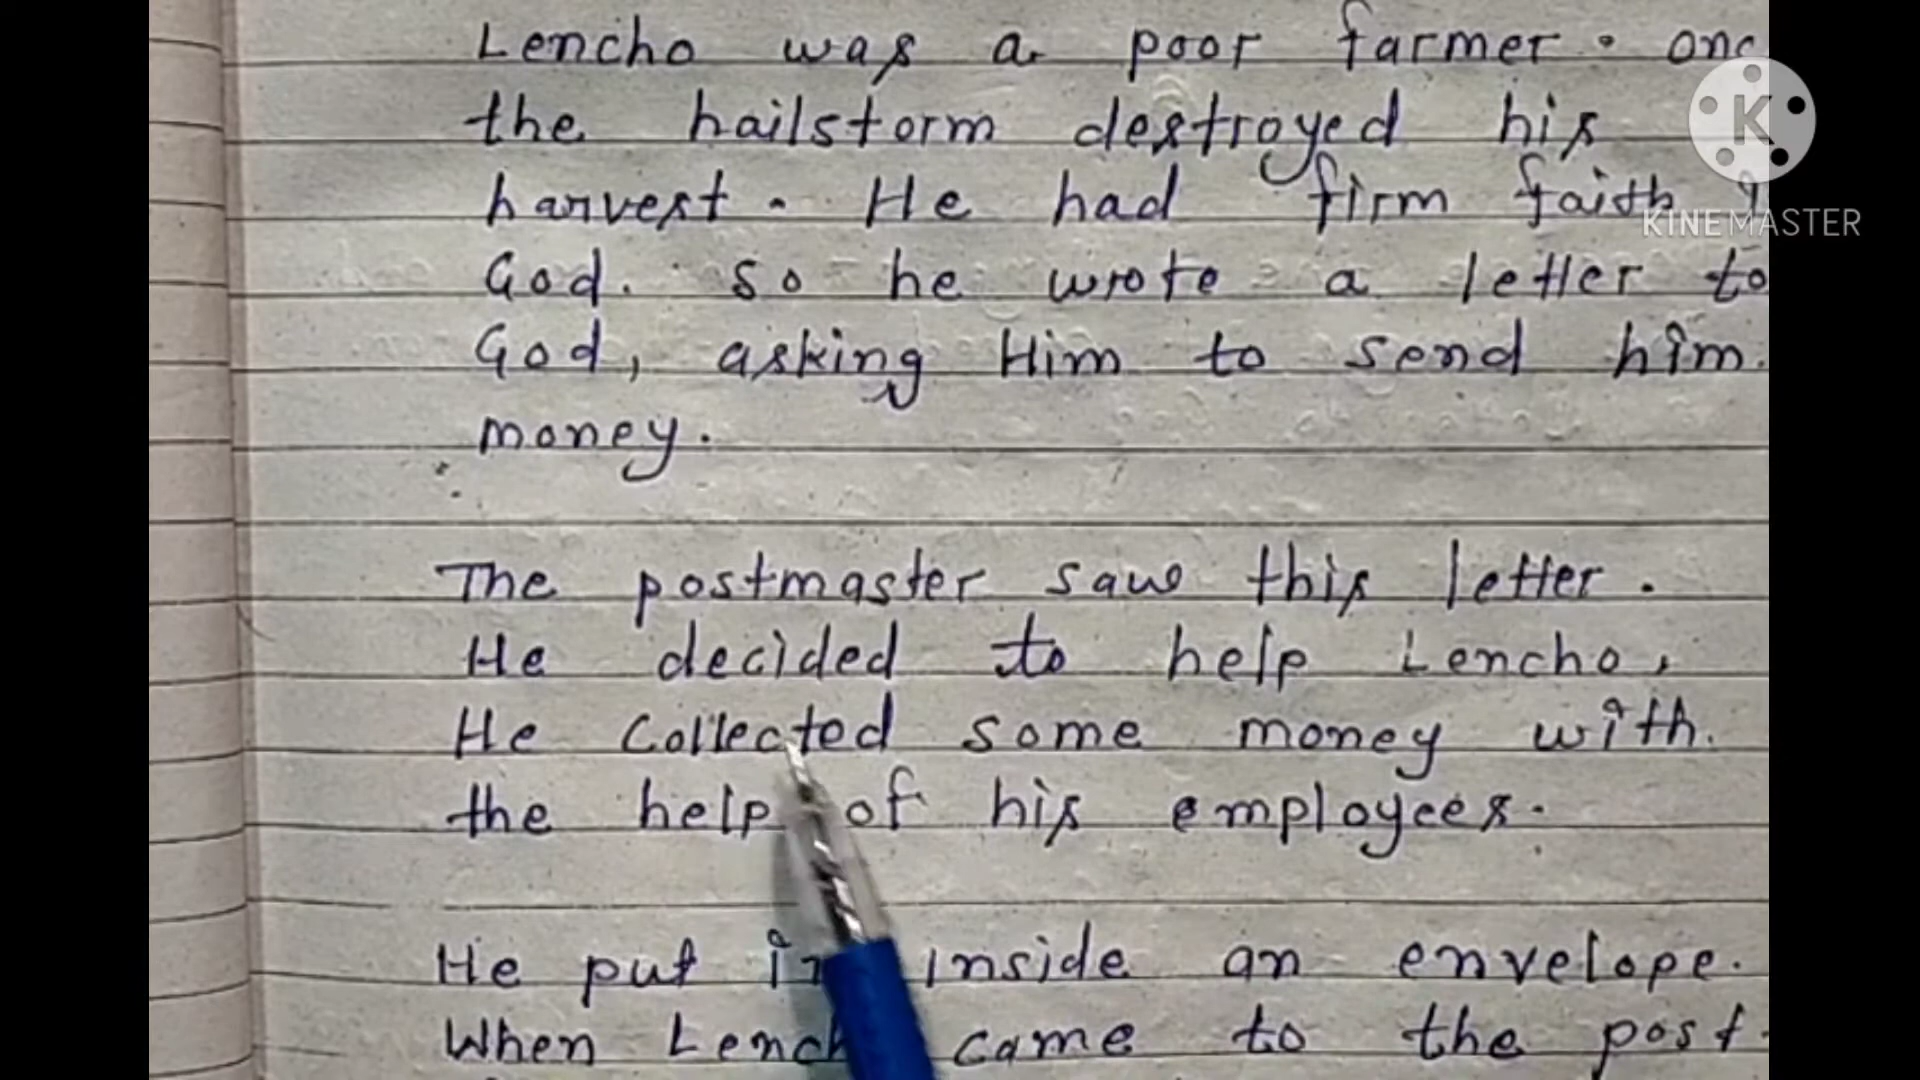 Lencho was a poor farmer. one
the hailstorm destroyed his
harvest. He had firm faith
God. so he wrote a letter to
God, asking Him to send him
money.
The postmaster saw this letter.
He decided to help Lencho.
He collected some money with
the help of his employees.
He put inside an envelope.
When Lencho came to the post
KINEMASTER